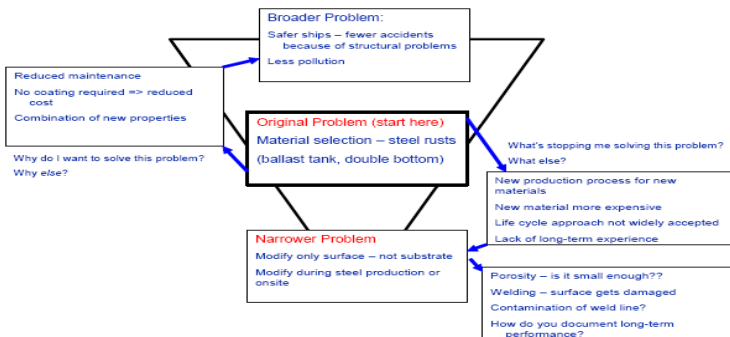 Broader Problem:
Safer ships – fewer accidents
because of structural problems
Less pollution
Reduced maintenance
No coating required => reduced
cost
Combination of new properties
Original Problem (start here)
Material selection – steel rusts
(ballast tank, double bottom)
Why do I want to solve this problem?
Why else?
What's stopping me solving this problem?
What else?
New production process for new
materials
New material more expensive
Life cycle approach not widely accepted
Lack of long-term experience
Narrower Problem
Modify only surface – not substrate
Modify during steel production or
onsite
Porosity – is it small enough??
Welding – surface gets damaged
Contamination of weld line?
How do you document long-term
performance?